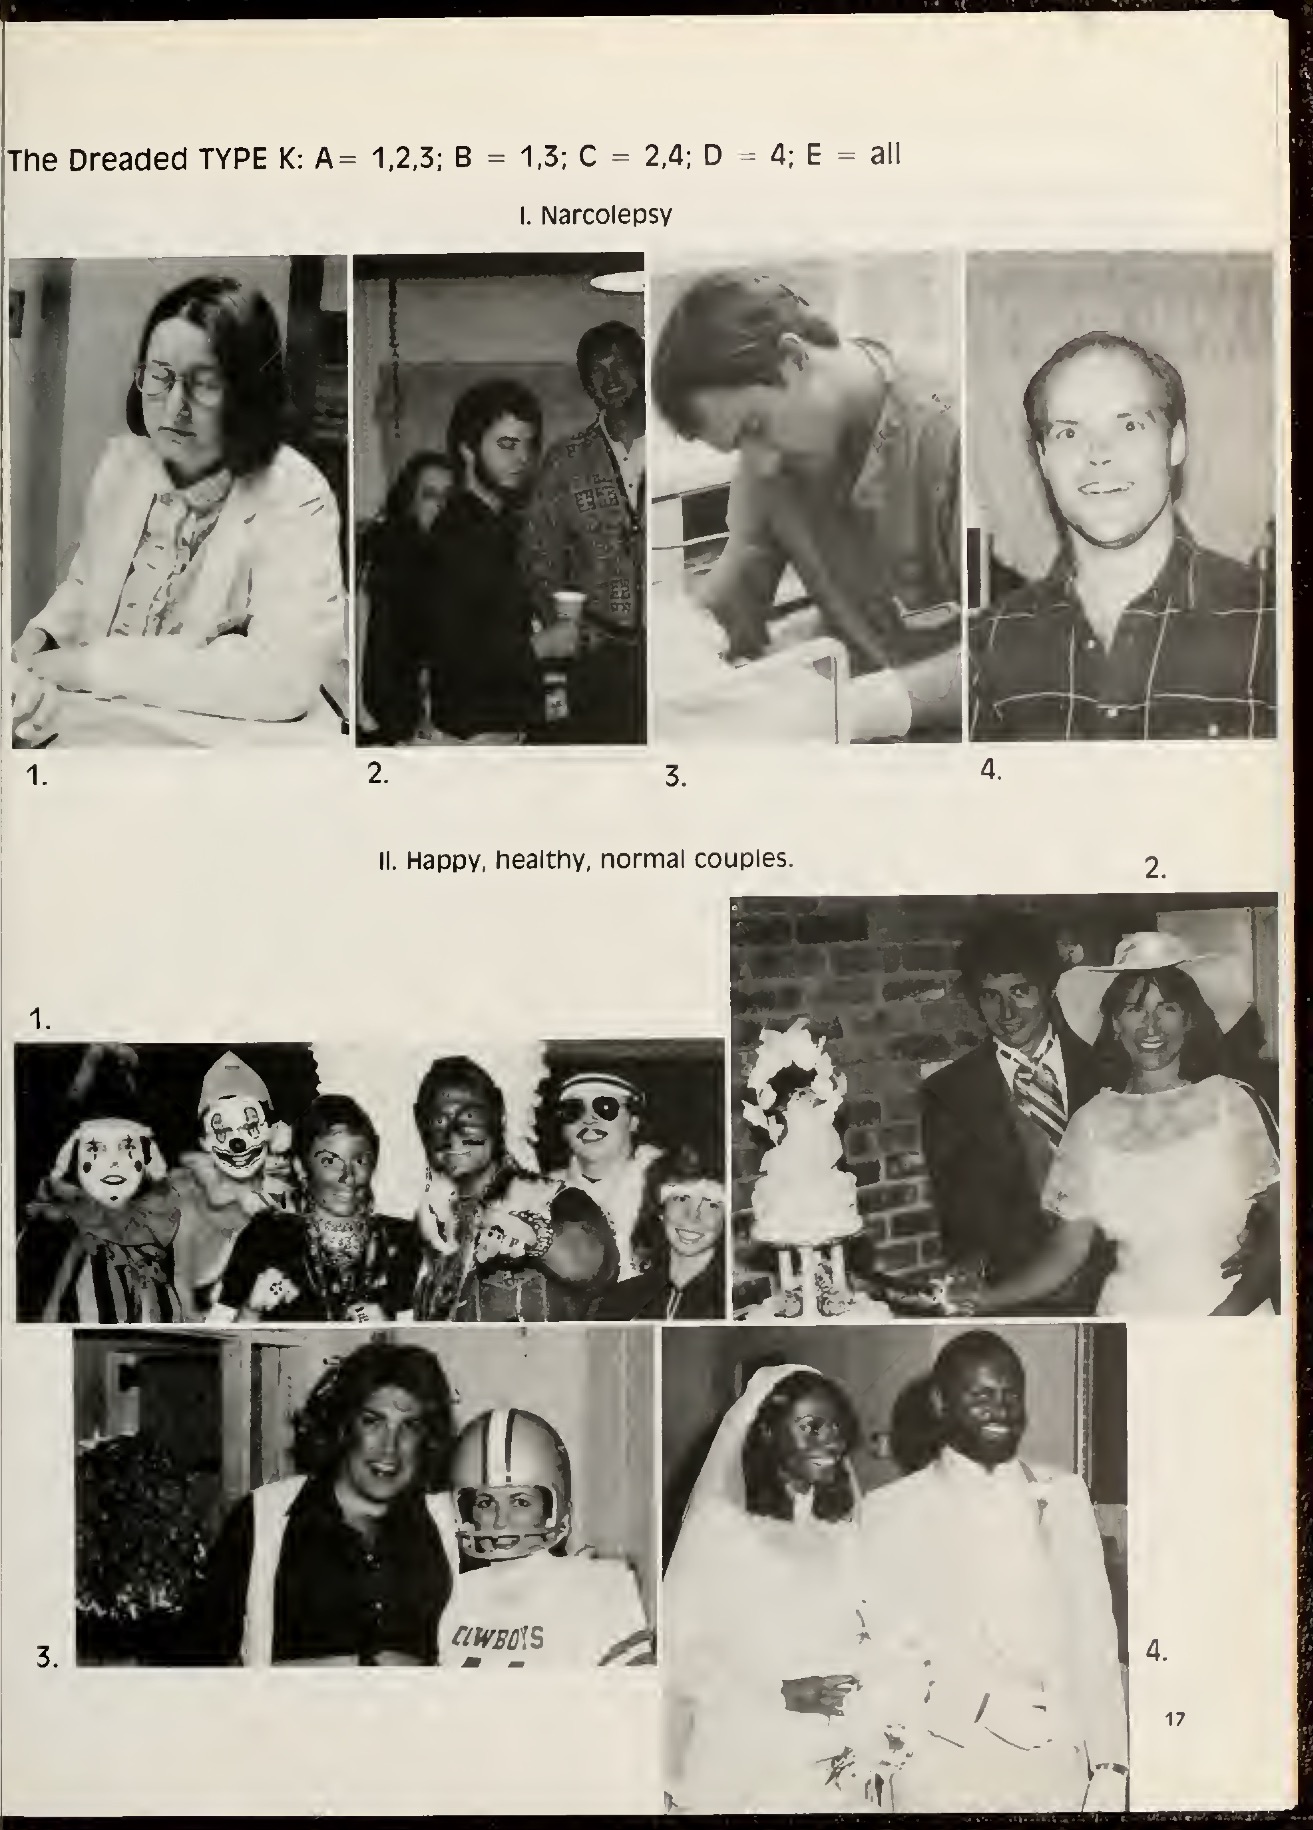 The Dreaded TYPE K: A= 1,2,3; B = 1,3; C = 2,4; D = 4; E = all
I. Narcolepsy
1.
2.
3.
4.
II. Happy, healthy, normal couples.
2.
1.
COWBOYS
3.
4.
17